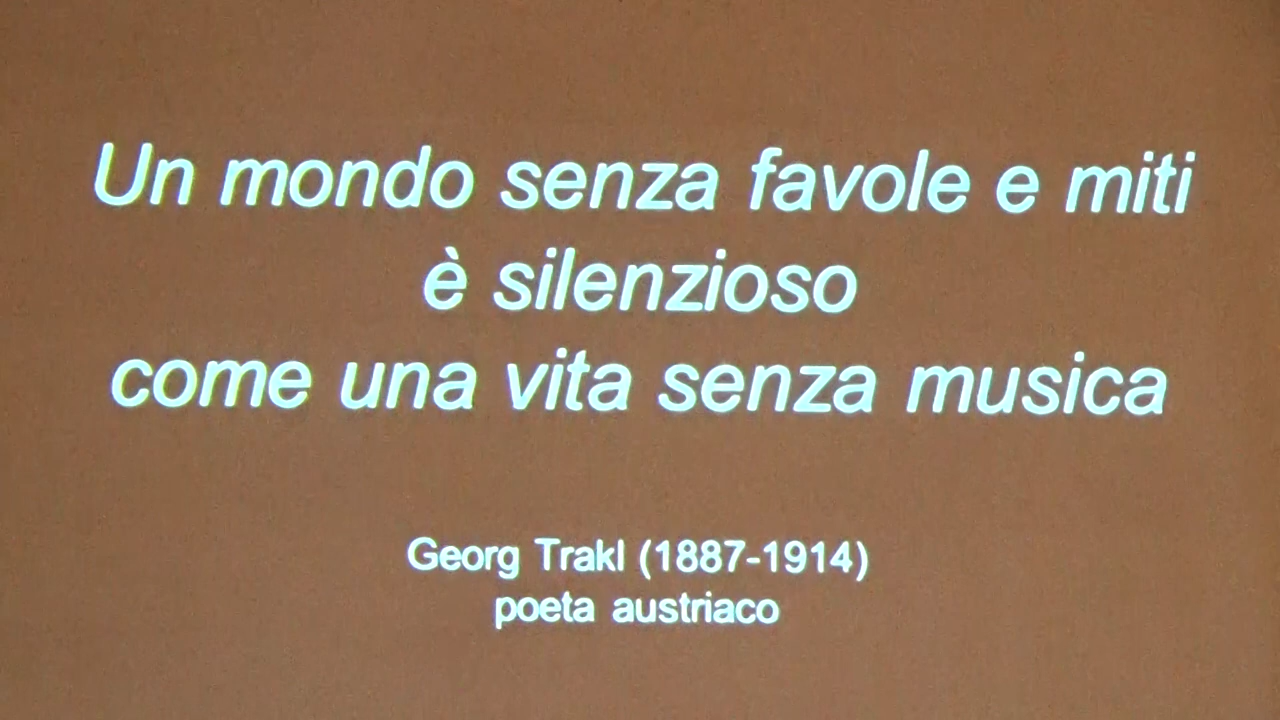 Un mondo senza favole e miti
è silenzioso
come una vita senza musica
Georg Trakl (1887-1914)
poeta austriaco